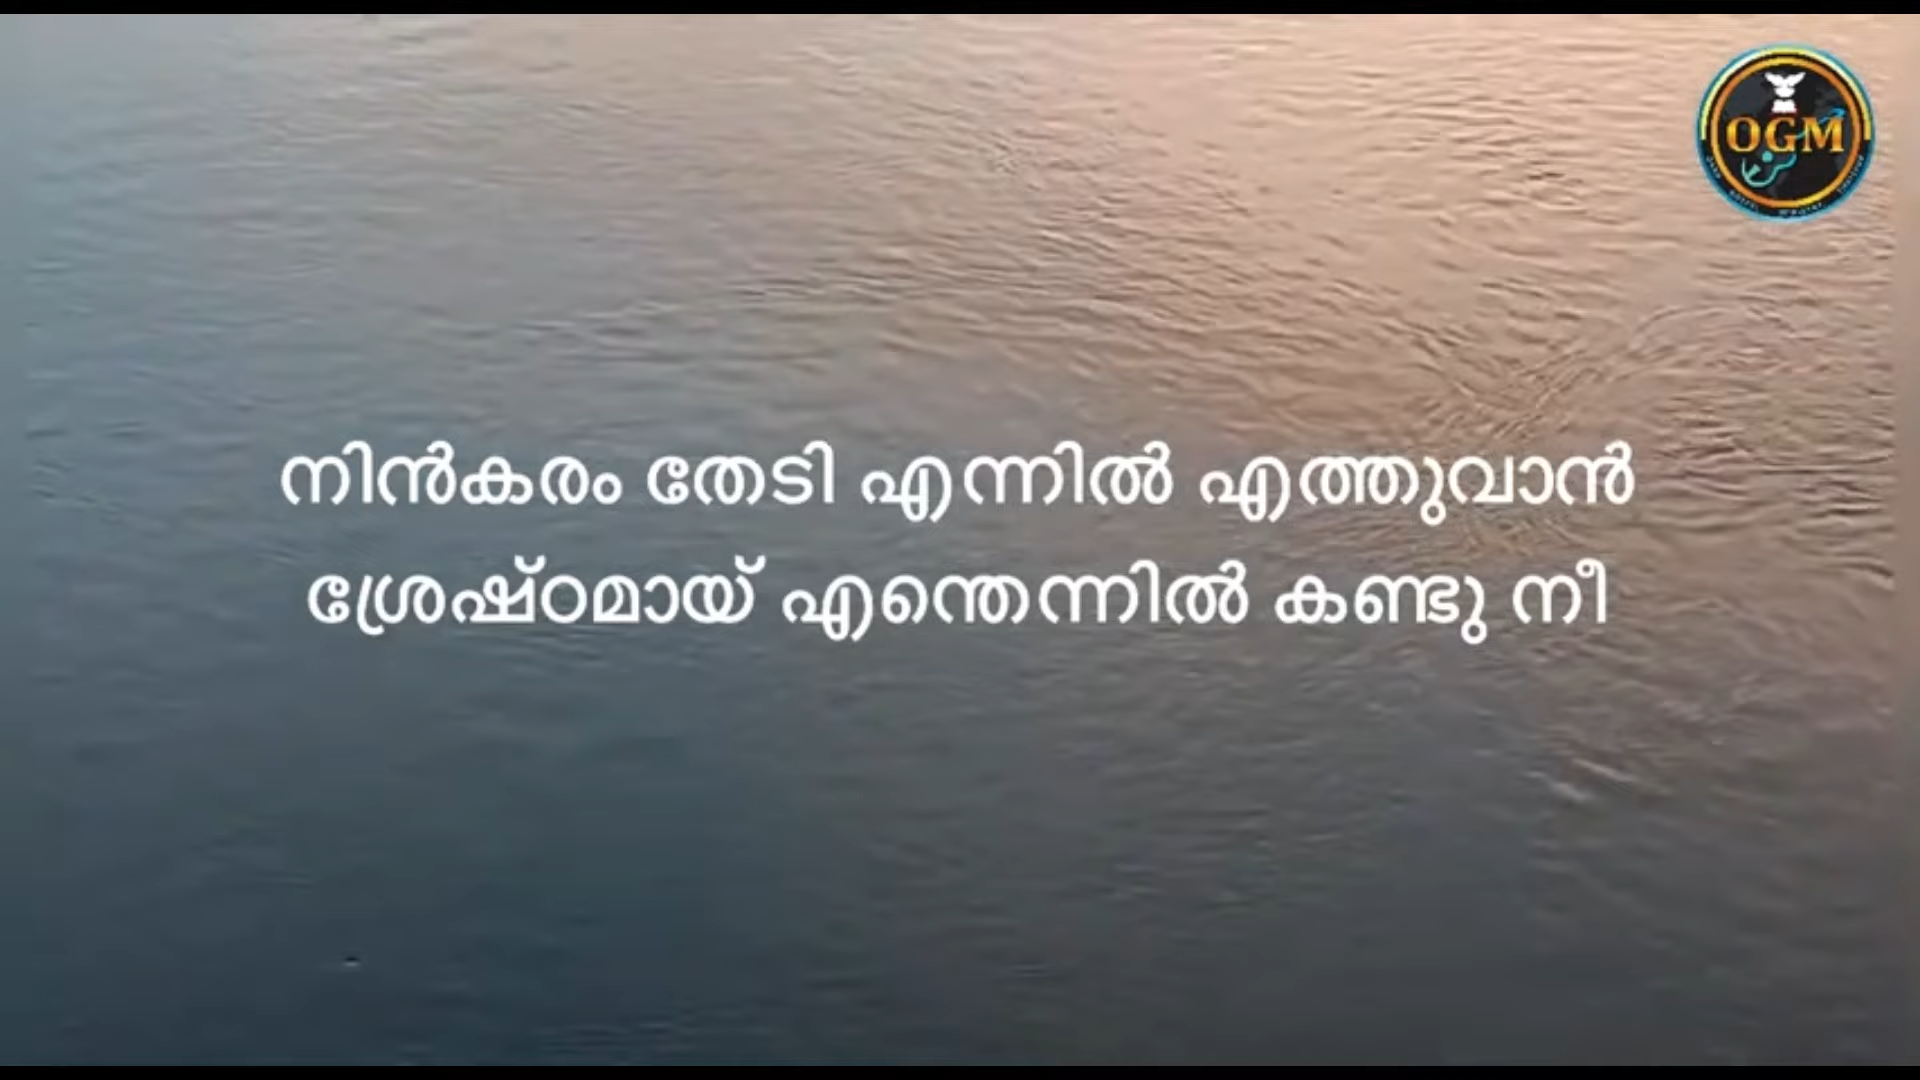 OGM
നിൻകരം തേടി എന്നിൽ എത്തുവാൻ
ശ്രേഷ്ഠമായ് എന്തെന്നിൽ കണ്ടു നീ